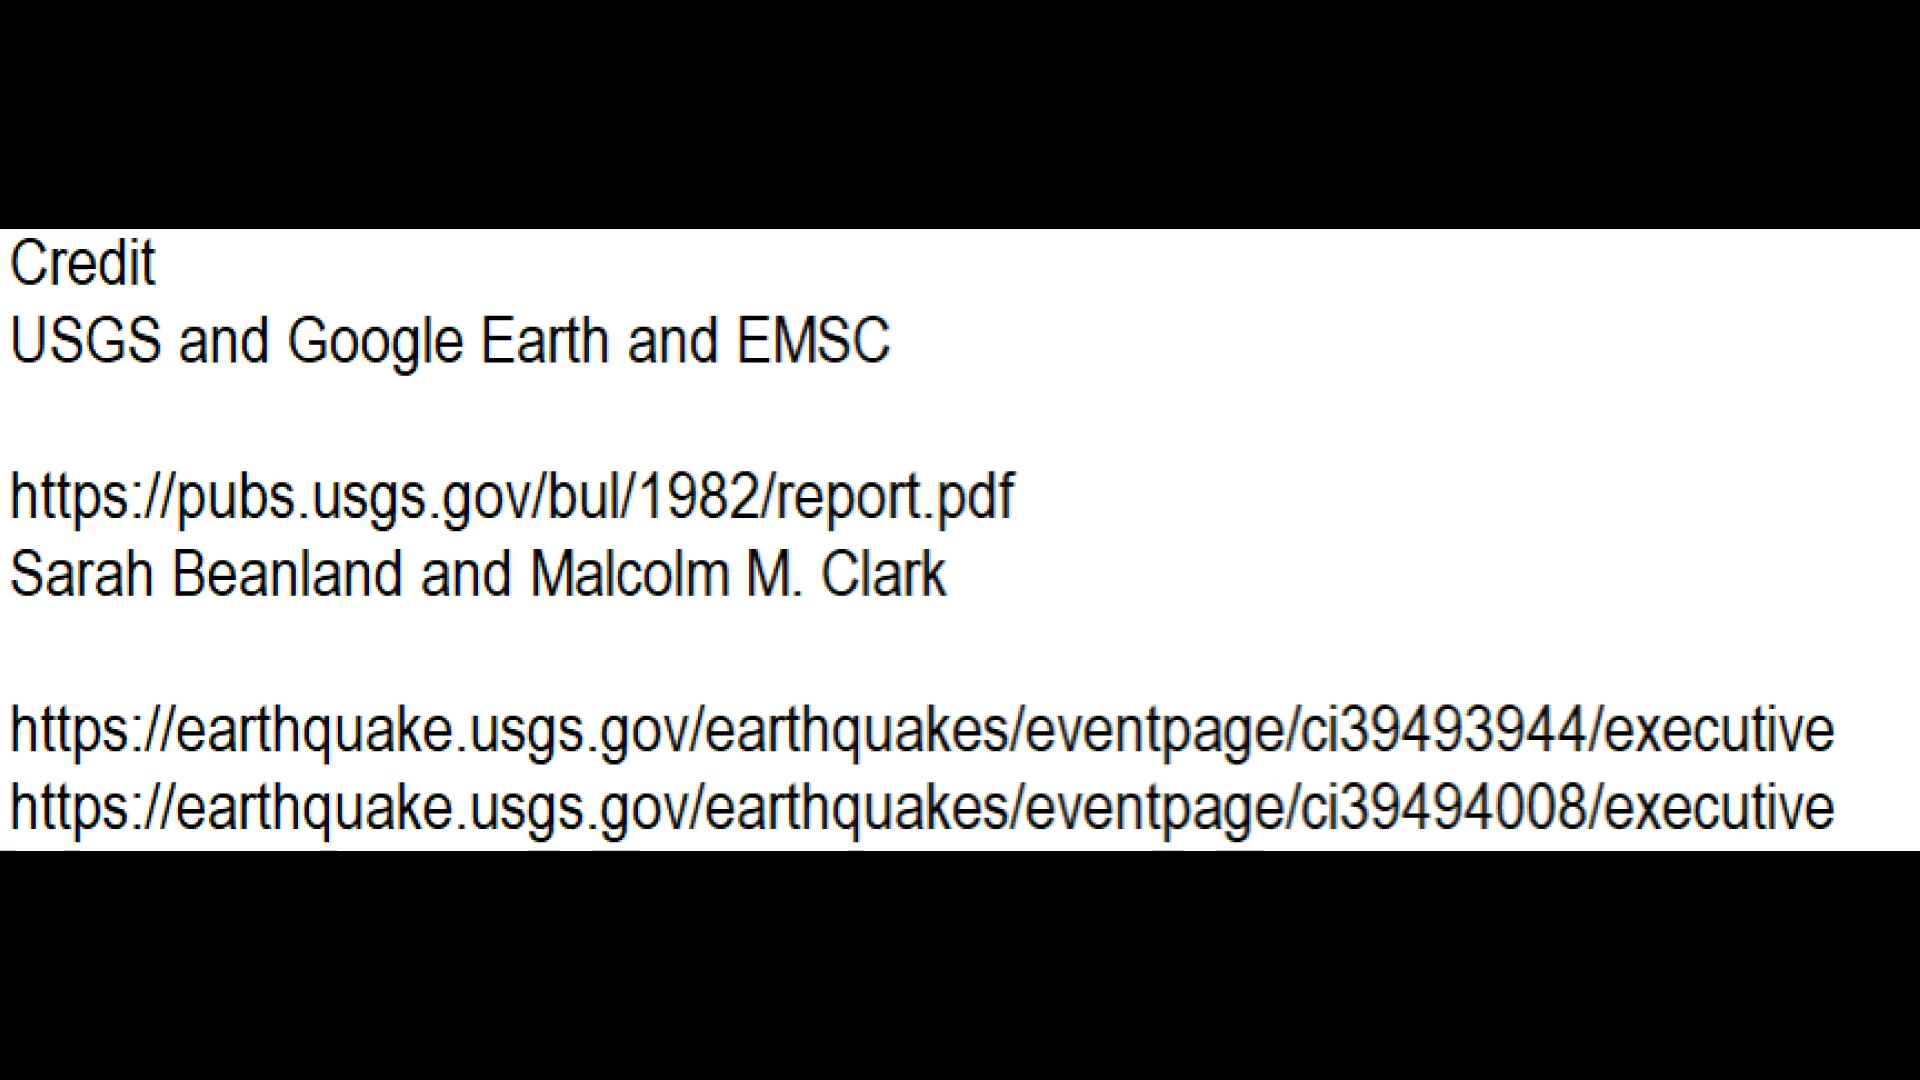 Credit
USGS and Google Earth and EMSC
https://pubs.usgs.gov/bul/1982/report.pdf
Sarah Beanland and Malcolm M. Clark
https://earthquake.usgs.gov/earthquakes/eventpage/ci39493944/executive
https://earthquake.usgs.gov/earthquakes/eventpage/ci39494008/executive